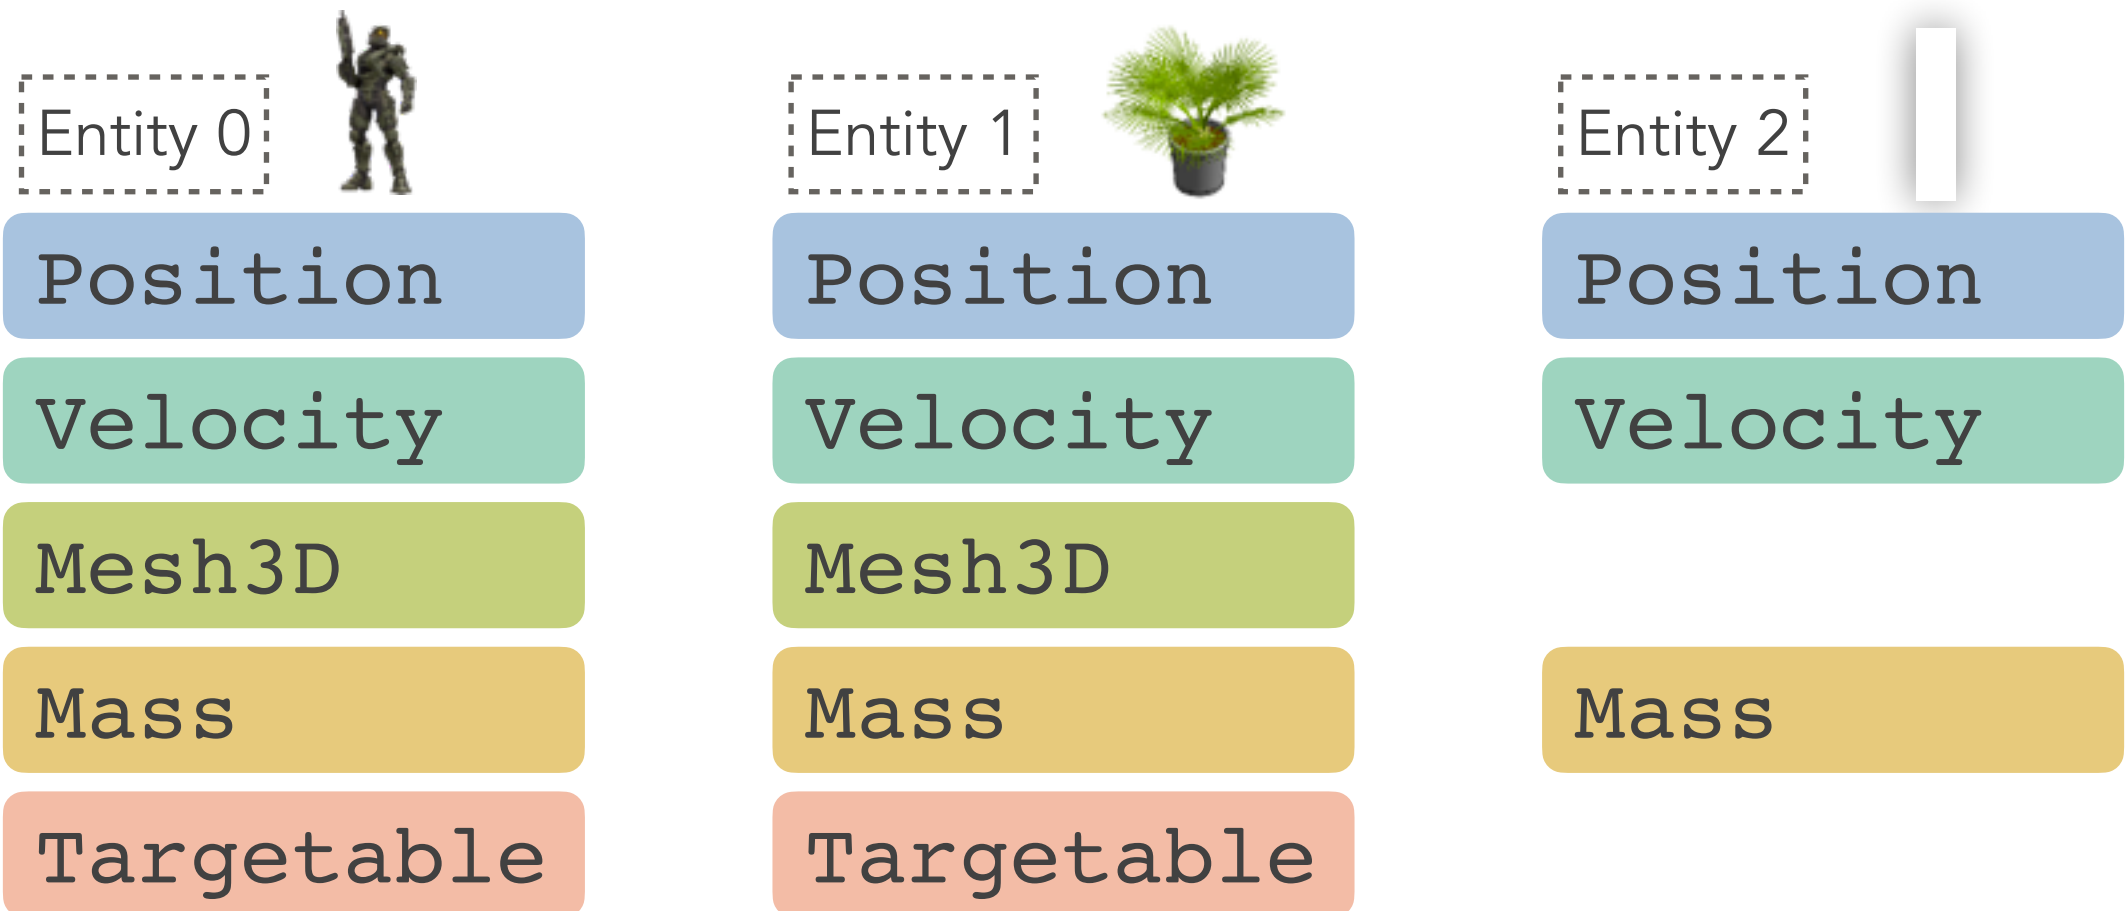 Entity 0
Position
Velocity
Mesh3D
Mass
Targetable
Entity 1
Position
Velocity
Mesh3D
Mass
Targetable
Entity 2
Position
Velocity
Mass